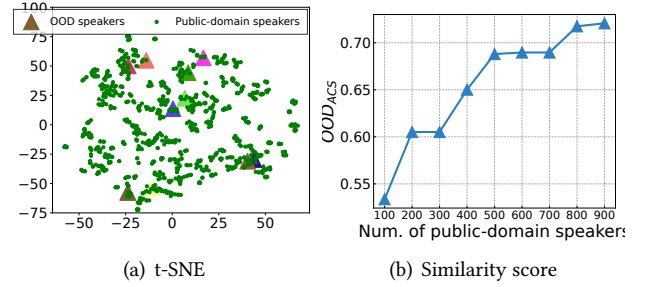 100
OOD speakers
Public-domain speakers
75
50
25
0
−25
−50
−75
−50
−25
0
25
50
(a) t-SNE
OOD_ACS
0.70
0.65
0.60
0.55
100 200 300 400 500 600 700 800 900
Num. of public-domain speakers
(b) Similarity score